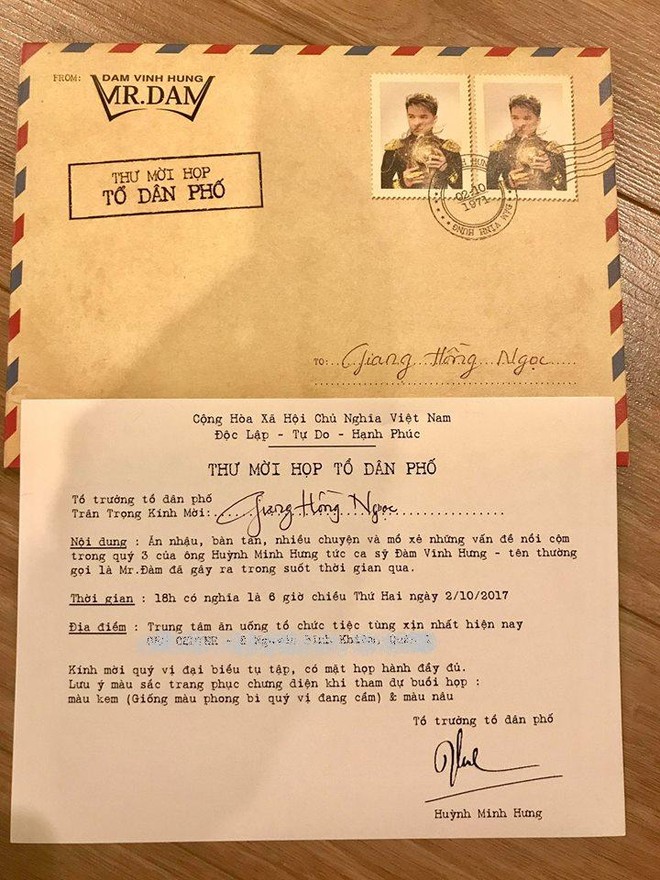 FROM:
DAM VINH HUNG
MR.DAM
THƯ MỜI HỌP
TỔ DÂN PHỐ
02-10
1971
TO: Giang Hồng Ngọc
Cộng Hòa Xã Hội Chủ Nghĩa Việt Nam
Độc Lập - Tự Do - Hạnh Phúc
THƯ MỜI HỌP TỔ DÂN PHỐ
Tổ trưởng tổ dân phố
Trân Trọng Kính Mời: Giang Hồng Ngọc
Nội dung : Ăn nhậu, bàn tán, nhiều chuyện và mổ xẻ những vấn đề nổi cộm
trong quý 3 của ông Huỳnh Minh Hưng tức ca sỹ Đàm Vĩnh Hưng - tên thường
gọi là Mr.Đàm đã gây ra trong suốt thời gian qua.
Thời gian : 18h có nghĩa là 6 giờ chiều Thứ Hai ngày 2/10/2017
Địa điểm : Trung tâm ăn uống tổ chức tiệc tùng xịn nhất hiện nay
CENTER - 2 Nguyễn Bỉnh Khiêm, Quận 1
Kính mời quý vị đại biểu tụ tập, có mặt họp hành đầy đủ.
Lưu ý màu sắc trang phục chưng diện khi tham dự buổi họp :
màu kem (Giống màu phong bì quý vị đang cầm) & màu nâu
Tổ trưởng tổ dân phố
Huỳnh Minh Hưng